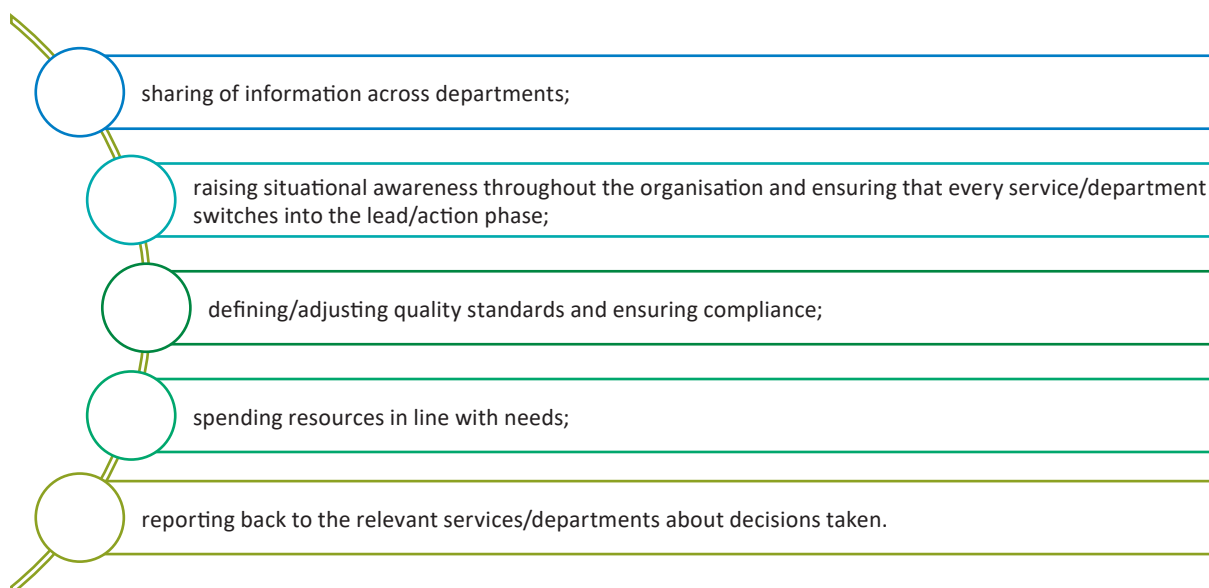 sharing of information across departments;
raising situational awareness throughout the organisation and ensuring that every service/department
switches into the lead/action phase;
defining/adjusting quality standards and ensuring compliance;
spending resources in line with needs;
reporting back to the relevant services/departments about decisions taken.